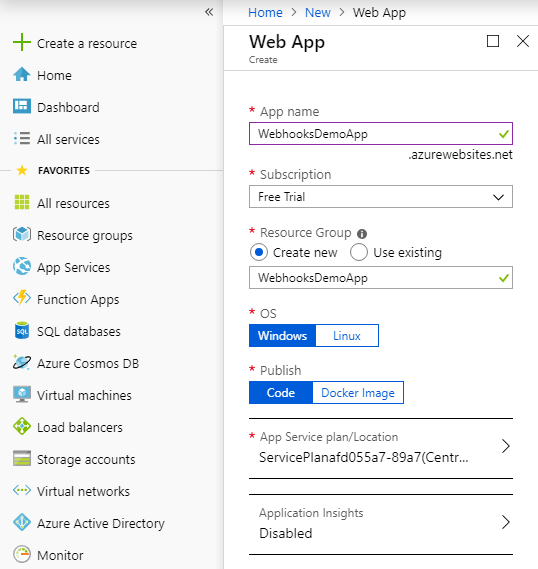 «
Create a resource
Home
Dashboard
All services
FAVORITES
All resources
Resource groups
App Services
Function Apps
SQL
SQL databases
Azure Cosmos DB
Virtual machines
Load balancers
Storage accounts
Virtual networks
Azure Active Directory
Monitor
Home > New > Web App
Web App
Create
* App name
WebhooksDemoApp
.azurewebsites.net
* Subscription
Free Trial
* Resource Group
Create new Use existing
WebhooksDemoApp
* OS
Windows Linux
* Publish
Code Docker Image
* App Service plan/Location
ServicePlanafd055a7-89a7(Centr...
Application Insights
Disabled